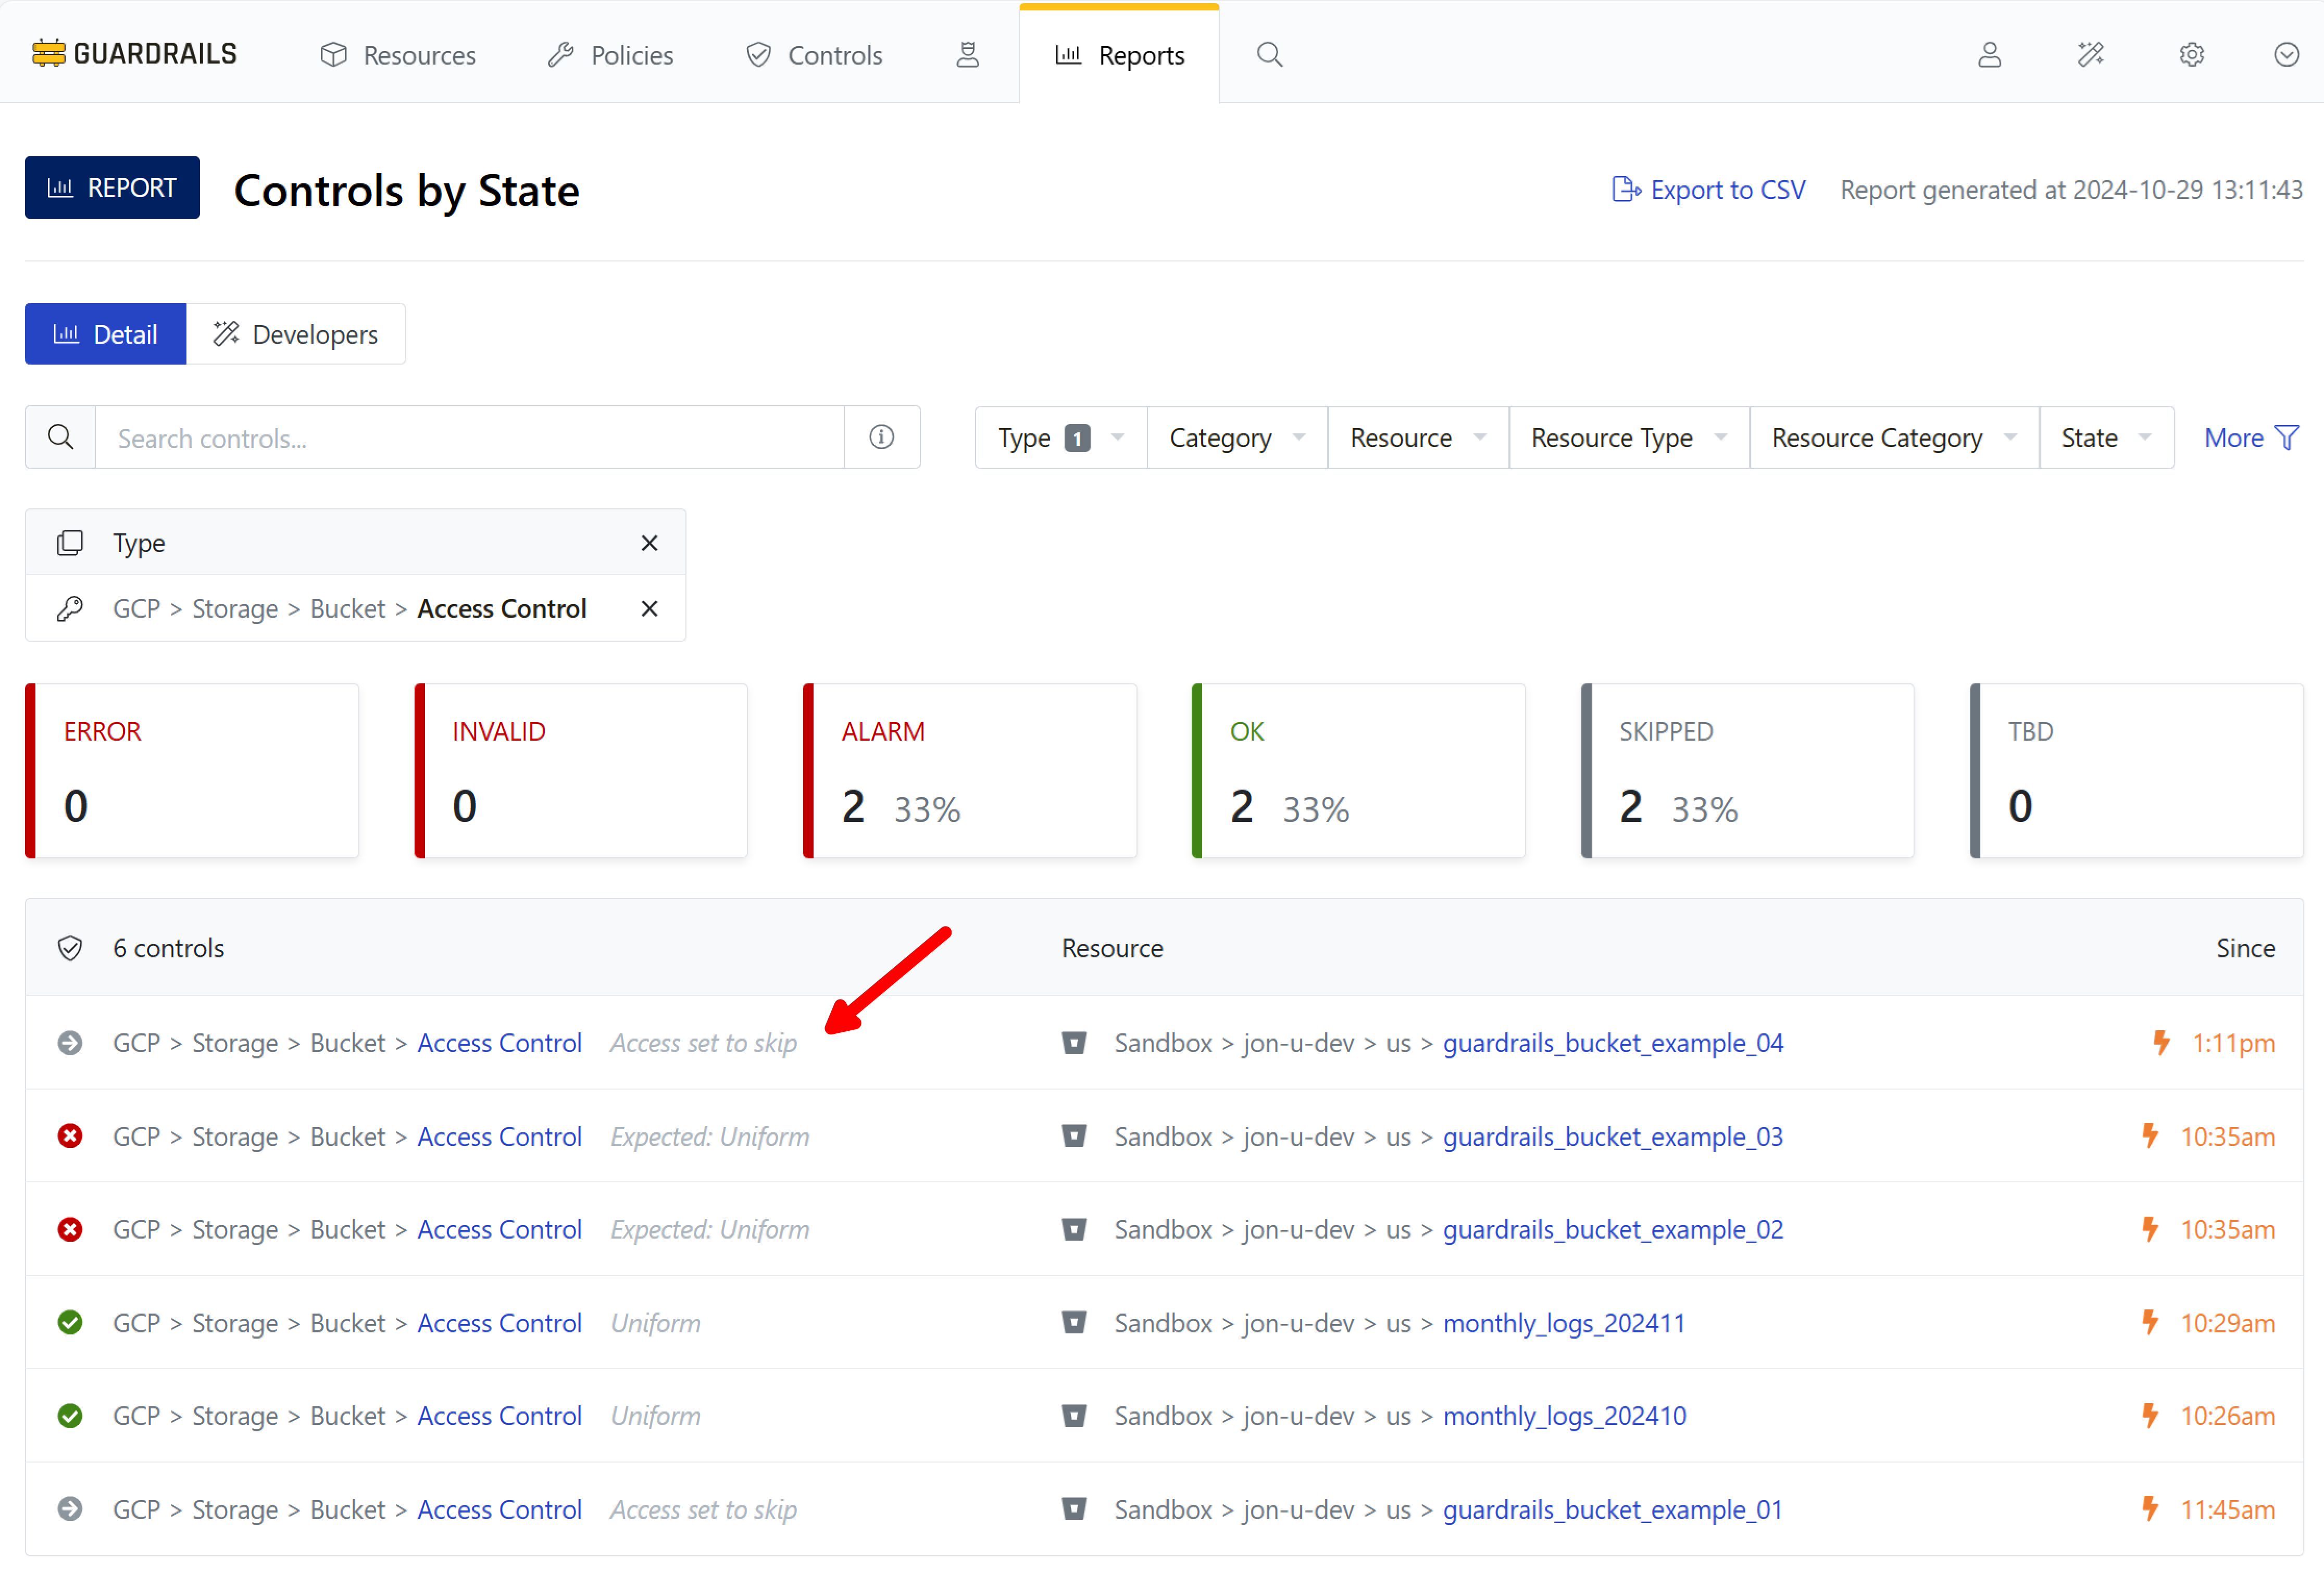 GUARDRAILS Resources Policies Controls Reports
REPORT Controls by State Export to CSV Report generated at 2024-10-29 13:11:43
Detail Developers
Search controls... Type 1 Category Resource Resource Type Resource Category State More
Type
GCP > Storage > Bucket > Access Control
ERROR INVALID ALARM OK SKIPPED TBD
0 0 2 33% 2 33% 2 33% 0
6 controls Resource Since
GCP > Storage > Bucket > Access Control Access set to skip Sandbox > jon-u-dev > us > guardrails_bucket_example_04 1:11pm
GCP > Storage > Bucket > Access Control Expected: Uniform Sandbox > jon-u-dev > us > guardrails_bucket_example_03 10:35am
GCP > Storage > Bucket > Access Control Expected: Uniform Sandbox > jon-u-dev > us > guardrails_bucket_example_02 10:35am
GCP > Storage > Bucket > Access Control Uniform Sandbox > jon-u-dev > us > monthly_logs_202411 10:29am
GCP > Storage > Bucket > Access Control Uniform Sandbox > jon-u-dev > us > monthly_logs_202410 10:26am
GCP > Storage > Bucket > Access Control Access set to skip Sandbox > jon-u-dev > us > guardrails_bucket_example_01 11:45am